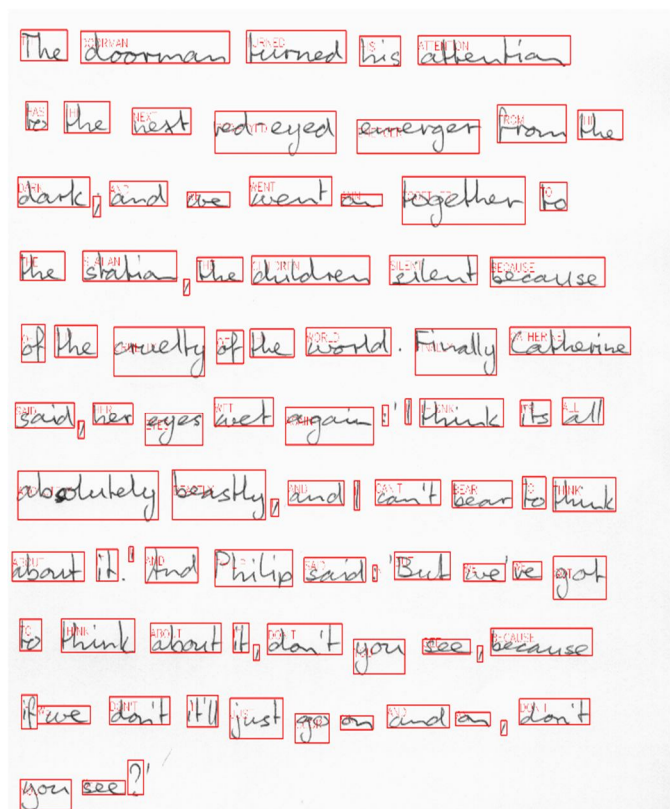 The doorman turned his attention
to the next red-eyed emerger from the
dark, and we went on together to
the station, the children silent because
of the cruelty of the world. Finally Catherine
said, her eyes wet again: 'I think its all
absolutely beastly, and I can't bear to think
about it.' And Philip said: 'But we've got
to think about it, don't you see, because
if we don't it'll just go on and on, don't
you see?'